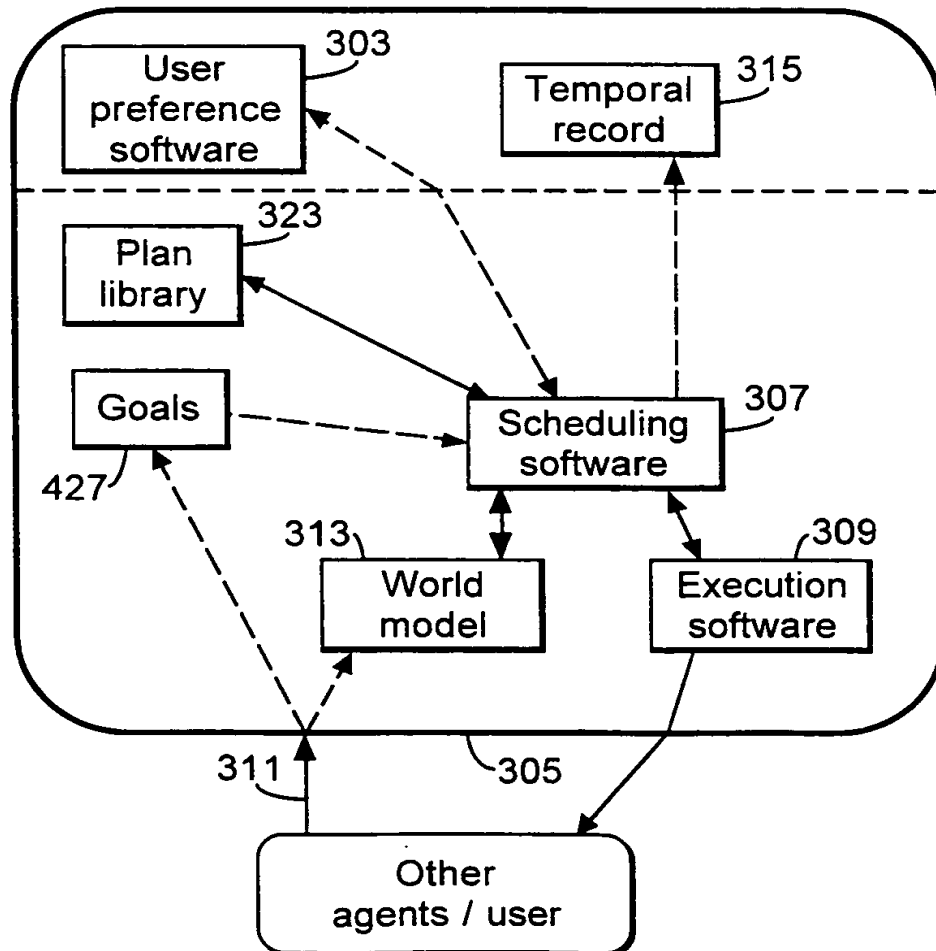 User
preference
software
303
Temporal
record
315
Plan
library
323
Goals
427
Scheduling
software
307
World
model
313
Execution
software
309
311
305
Other
agents / user